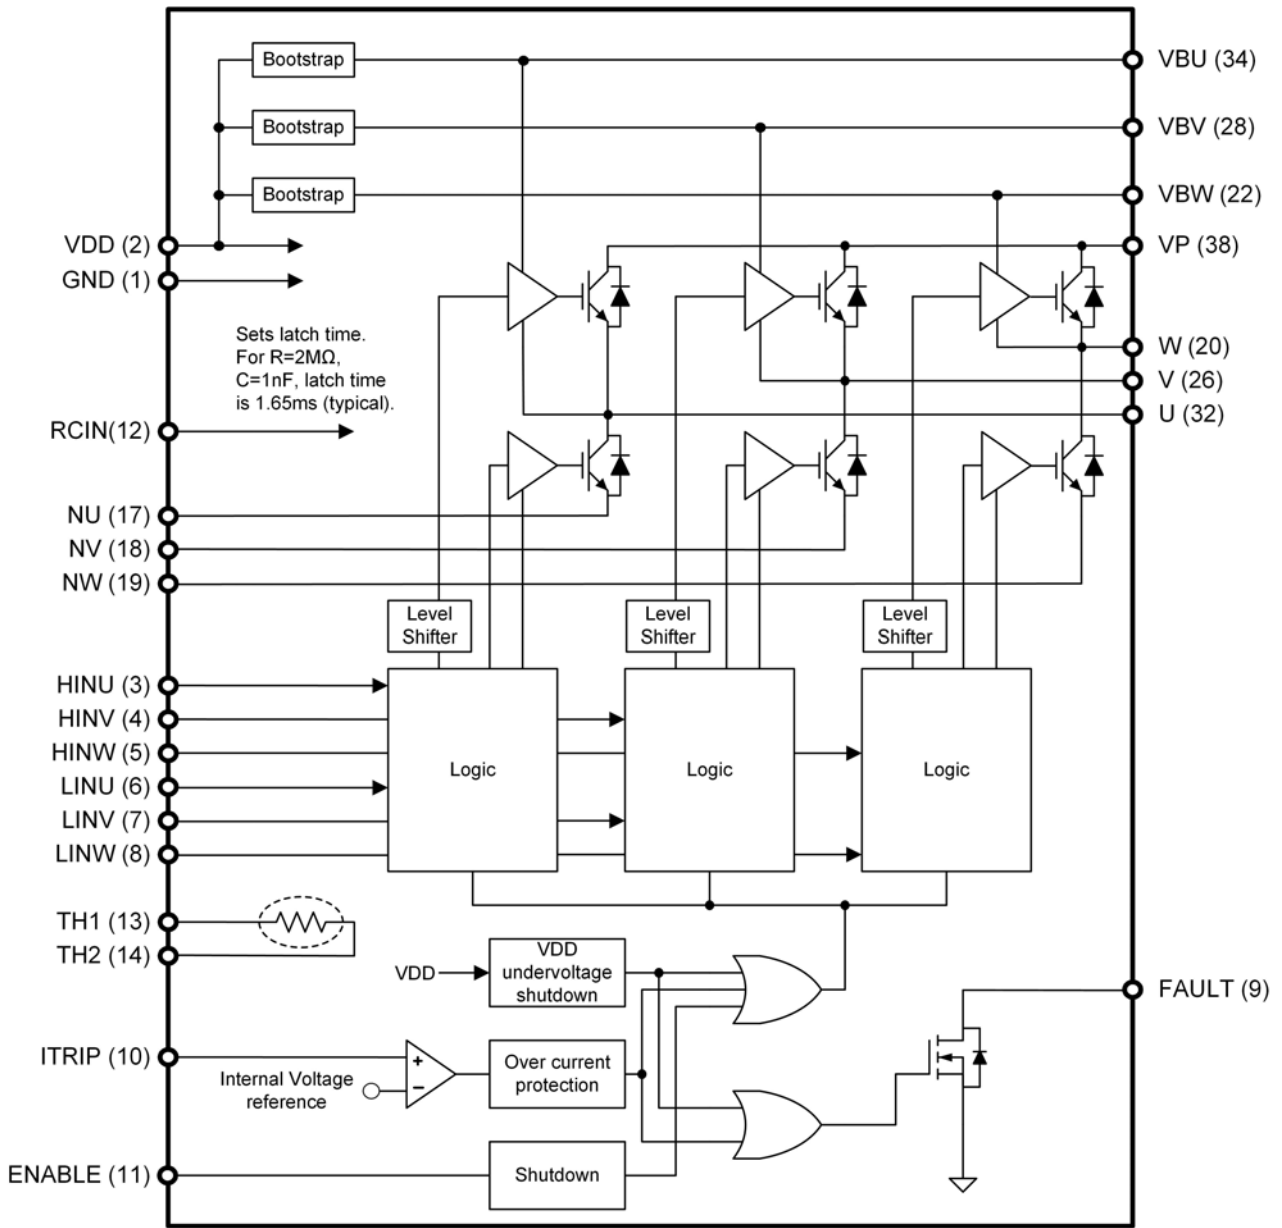 Bootstrap
VBU (34)
Bootstrap
VBV (28)
Bootstrap
VBW (22)
VDD (2)
VP (38)
GND (1)
Sets latch time.
For R=2MΩ,
C=1nF, latch time
is 1.65ms (typical).
W (20)
V (26)
U (32)
RCIN(12)
NU (17)
NV (18)
NW (19)
Level
Shifter
Level
Shifter
Level
Shifter
HINU (3)
HINV (4)
HINW (5)
LINU (6)
LINV (7)
LINW (8)
Logic
Logic
Logic
TH1 (13)
TH2 (14)
VDD
VDD
undervoltage
shutdown
FAULT (9)
ITRIP (10)
+
−
Internal Voltage
reference
Over current
protection
ENABLE (11)
Shutdown